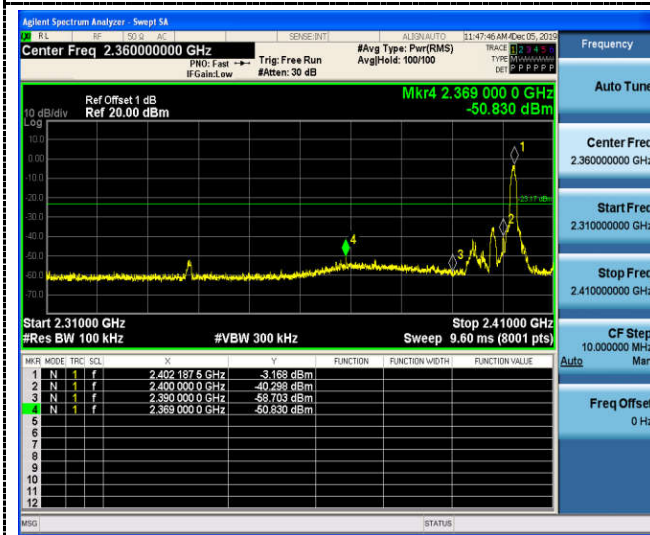 Agilent Spectrum Analyzer - Swept SA
RL RF 50 Ω AC SENSE:INT ALIGNAUTO 11:47:46 AM Dec 05, 2019
Center Freq 2.360000000 GHz
PNO: Fast
IFGain:Low
Trig: Free Run
#Atten: 30 dB
#Avg Type: Pwr(RMS)
Avg|Hold: 100/100
TRACE 1 2 3 4 5 6
TYPE M
DET P P P P P P
Mkr4 2.369 000 0 GHz
-50.830 dBm
Ref Offset 1 dB
10 dB/div Ref 20.00 dBm
Log
10.0
0.00
-10.0
-20.0
-30.0
-40.0
-50.0
-60.0
-70.0
1
-23.17 dBm
2
3
4
Start 2.31000 GHz Stop 2.41000 GHz
#Res BW 100 kHz #VBW 300 kHz Sweep 9.60 ms (8001 pts)
MKR MODE TRC SCL X Y FUNCTION FUNCTION WIDTH FUNCTION VALUE
1 N 1 f 2.402 187 5 GHz -3.168 dBm
2 N 1 f 2.400 000 0 GHz -40.298 dBm
3 N 1 f 2.390 000 0 GHz -58.703 dBm
4 N 1 f 2.369 000 0 GHz -50.830 dBm
5
6
7
8
9
10
11
12
MSG STATUS
Frequency
Auto Tune
Center Freq
2.360000000 GHz
Start Freq
2.310000000 GHz
Stop Freq
2.410000000 GHz
CF Step
10.000000 MHz
Auto Man
Freq Offset
0 Hz